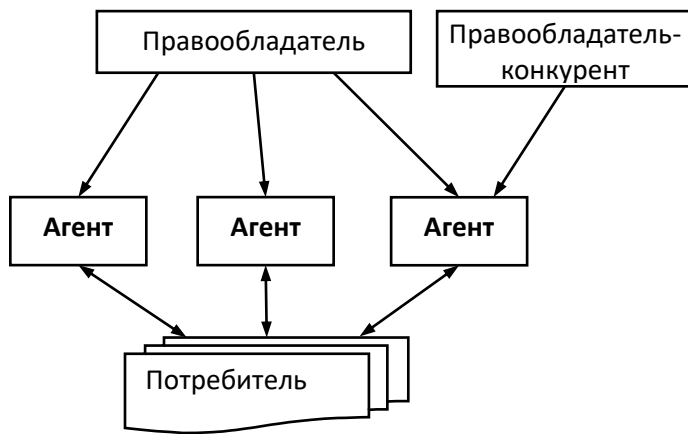 Правообладатель
Правообладатель-
конкурент
Агент
Агент
Агент
Потребитель